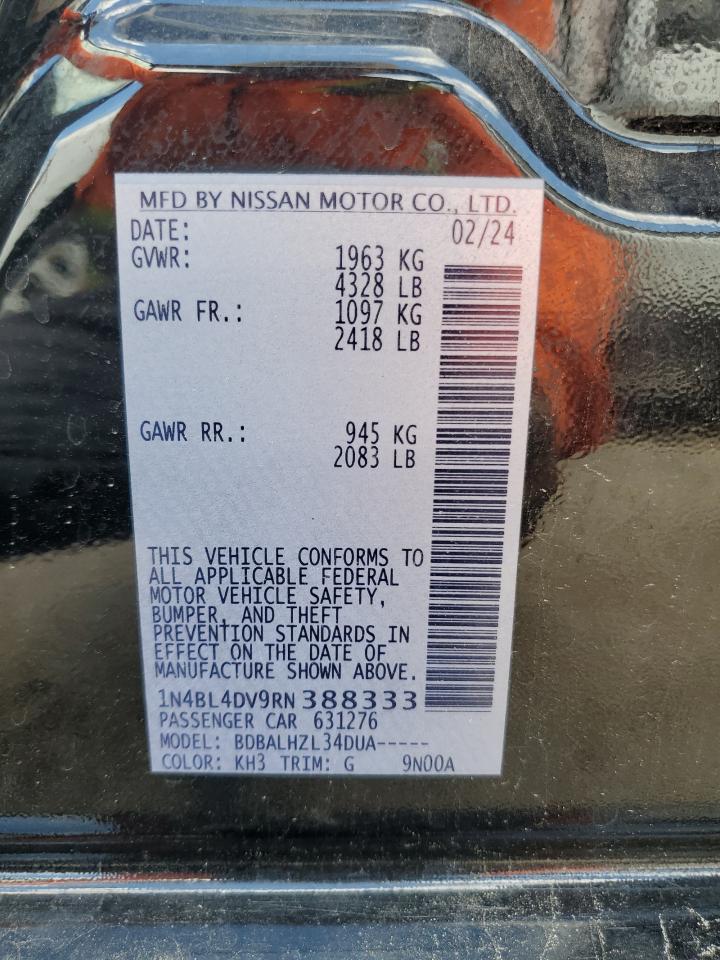 MFD BY NISSAN MOTOR CO., LTD.
DATE: 02/24
GVWR: 1963 KG
4328 LB
GAWR FR.: 1097 KG
2418 LB
GAWR RR.: 945 KG
2083 LB
THIS VEHICLE CONFORMS TO
ALL APPLICABLE FEDERAL
MOTOR VEHICLE SAFETY,
BUMPER, AND THEFT
PREVENTION STANDARDS IN
EFFECT ON THE DATE OF
MANUFACTURE SHOWN ABOVE.
1N4BL4DV9RN388333
PASSENGER CAR 631276
MODEL: BDBALHZL34DUA-----
COLOR: KH3 TRIM: G 9N00A